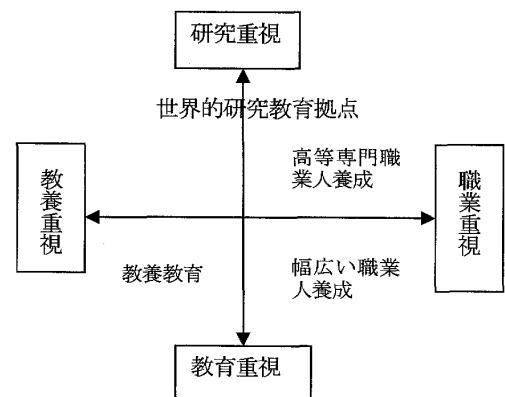 研究重視
世界的研究教育拠点
高等専門職
業人養成
教養重視
職業重視
教養教育
幅広い職業
人養成
教育重視